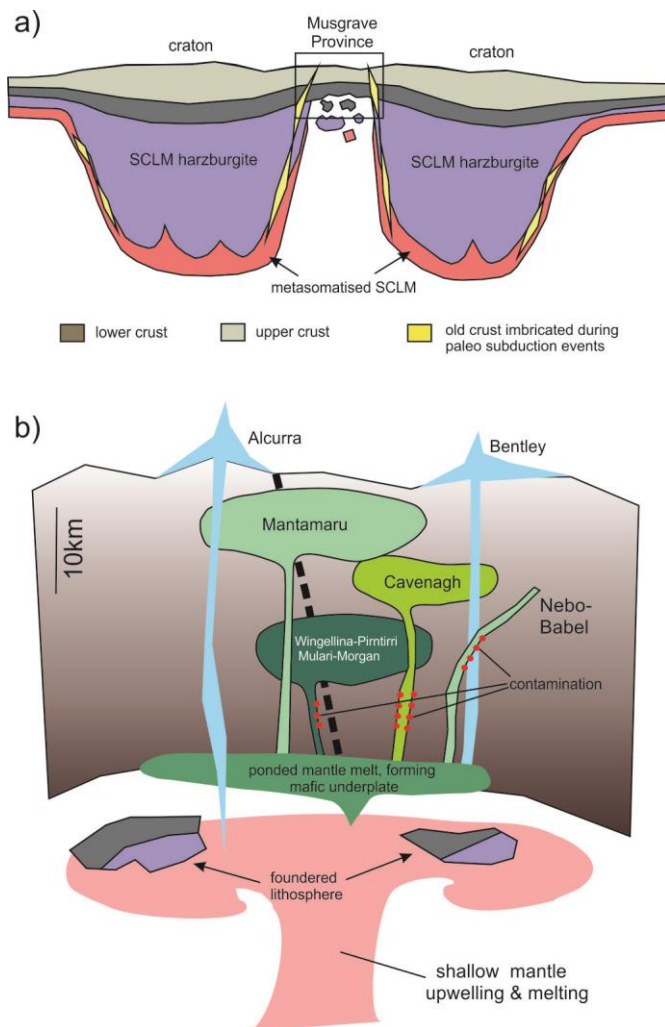 a)
Musgrave
Province
craton
craton
SCLM harzburgite
SCLM harzburgite
metasomatised SCLM
lower crust
upper crust
old crust imbricated during
paleo subduction events
b)
Alcurra
Bentley
10km
Mantamaru
Cavenagh
Nebo-
Babel
Wingellina-Pirntirri
Mulari-Morgan
contamination
ponded mantle melt, forming
mafic underplate
foundered
lithosphere
shallow mantle
upwelling & melting